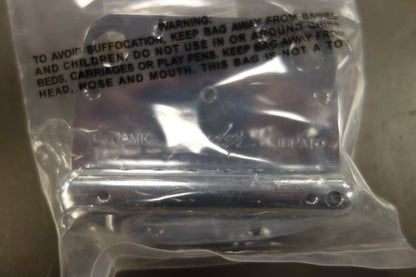 WARNING:
TO AVOID SUFFOCATION, KEEP BAG AWAY FROM BABIES
AND CHILDREN. DO NOT USE IN OR AROUND CRIBS,
BEDS, CARRIAGES OR PLAY PENS. KEEP BAG AWAY FROM
HEAD, NOSE AND MOUTH. THIS BAG IS NOT A TO